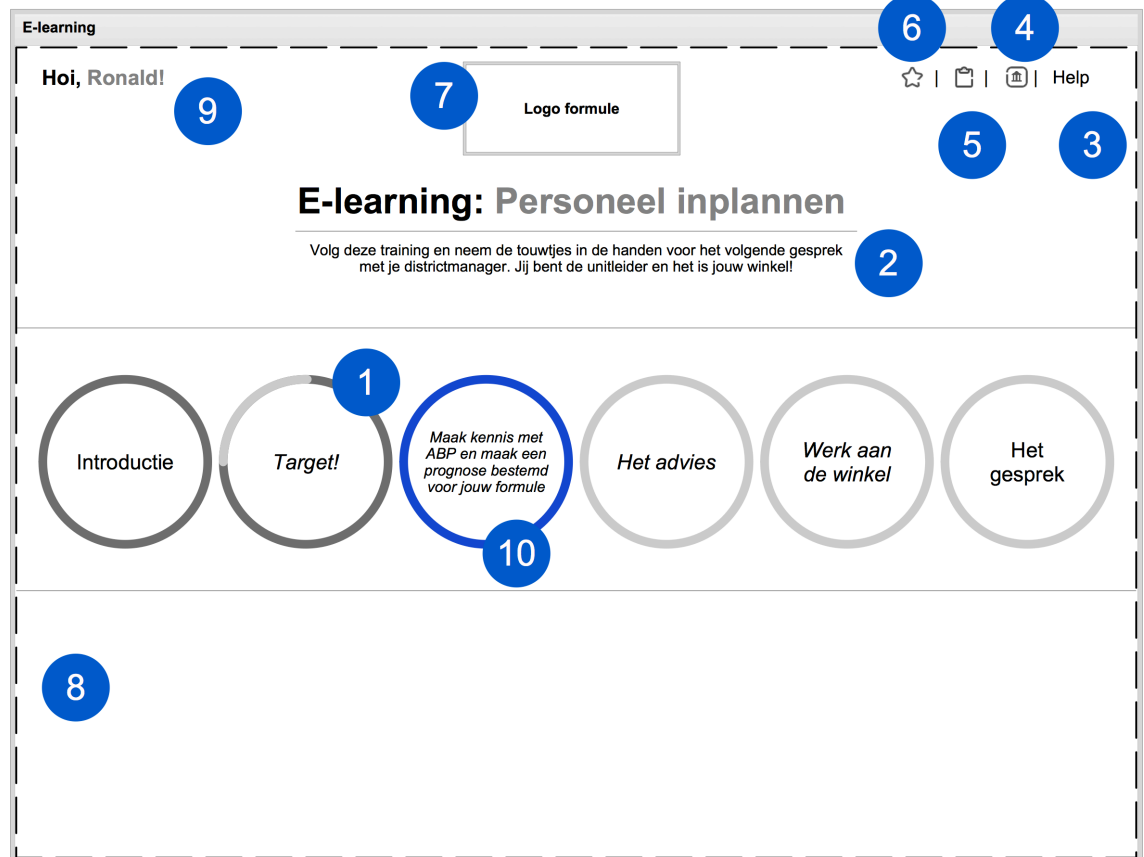 E-learning
6
4
Hoi, Ronald!
9
7
Logo formule
| | | Help
5
3
E-learning: Personeel inplannen
Volg deze training en neem de touwtjes in de handen voor het volgende gesprek
met je districtmanager. Jij bent de unitleider en het is jouw winkel!
2
1
Introductie
Target!
Maak kennis met
ABP en maak een
prognose bestemd
voor jouw formule
10
Het advies
Werk aan
de winkel
Het
gesprek
8